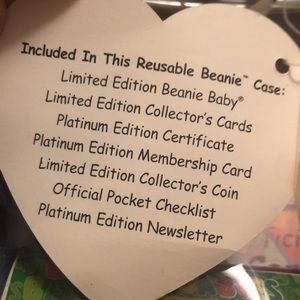 Included In This Reusable Beanie™ Case:
Limited Edition Beanie Baby®
Limited Edition Collector's Cards
Platinum Edition Certificate
Platinum Edition Membership Card
Limited Edition Collector's Coin
Official Pocket Checklist
Platinum Edition Newsletter